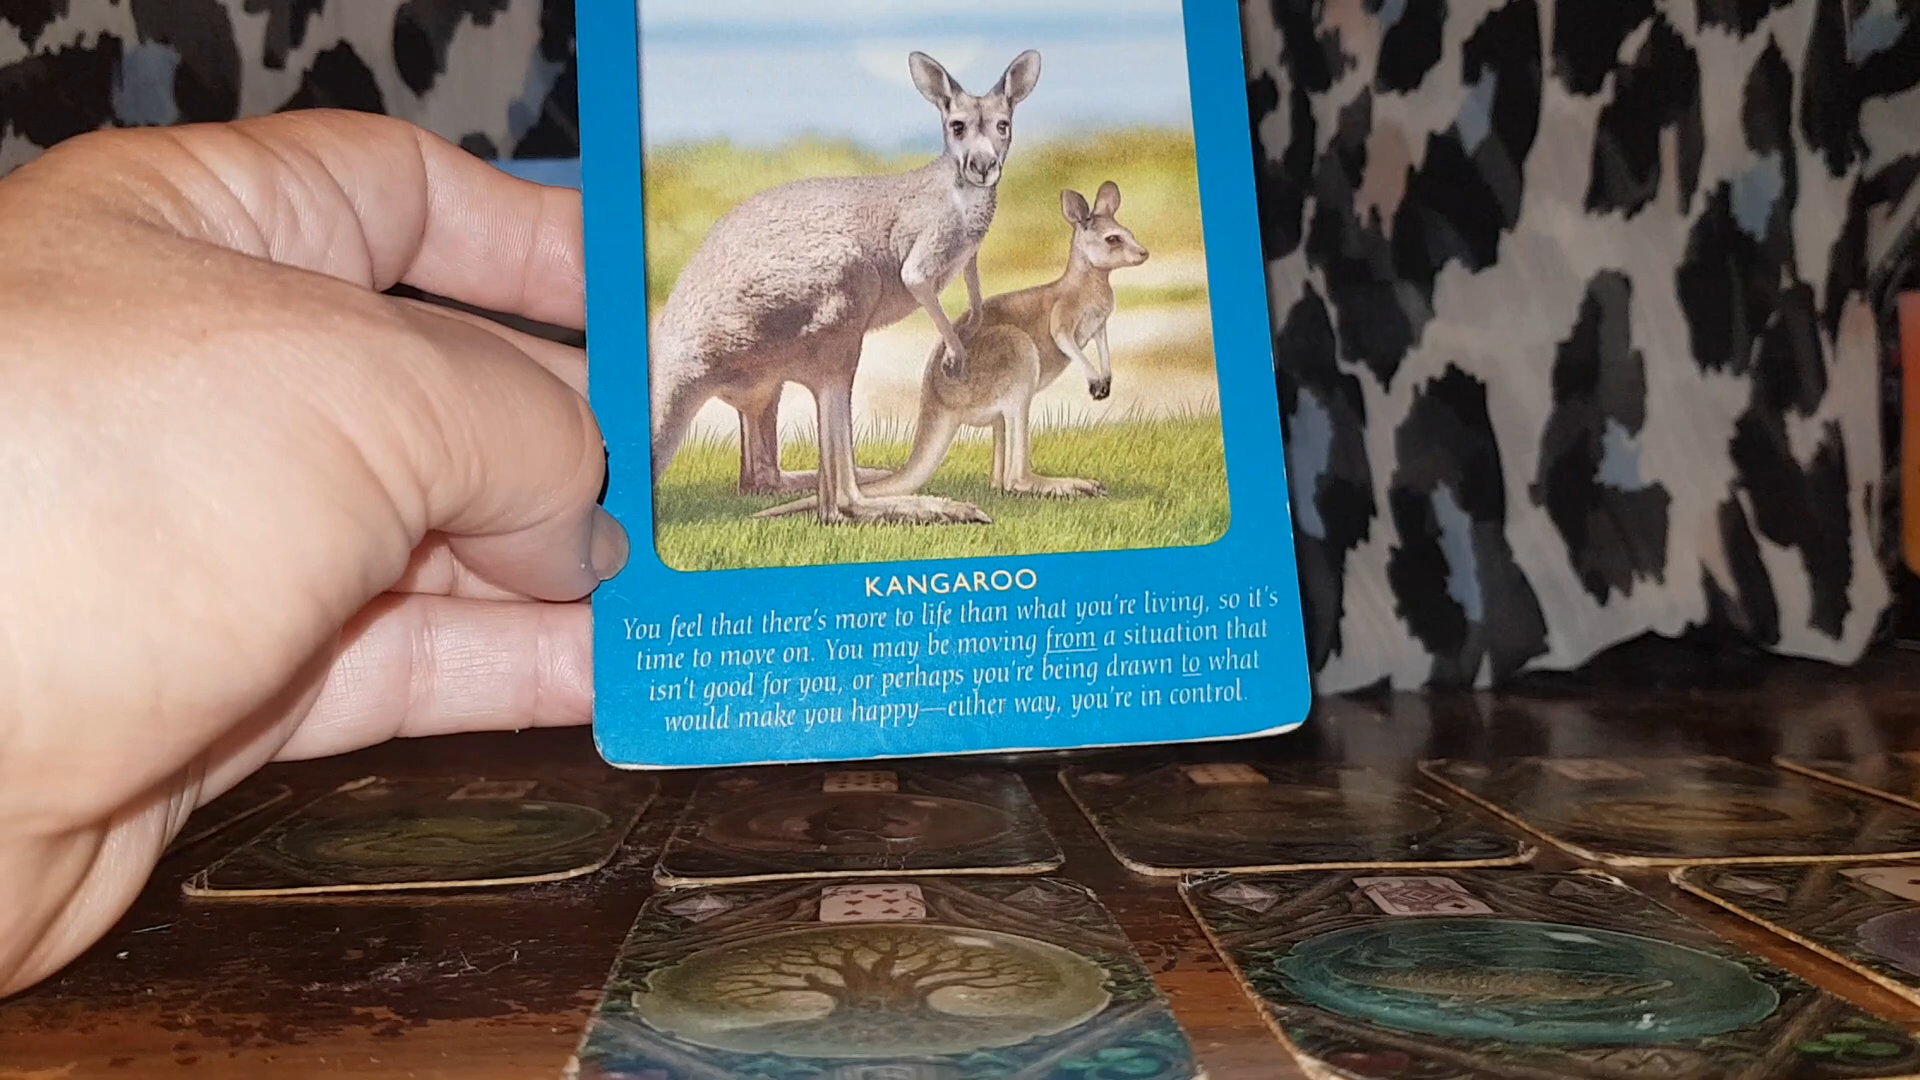 KANGAROO
You feel that there's more to life than what you're living, so it's
time to move on. You may be moving from a situation that
isn't good for you, or perhaps you're being drawn to what
would make you happy—either way, you're in control.